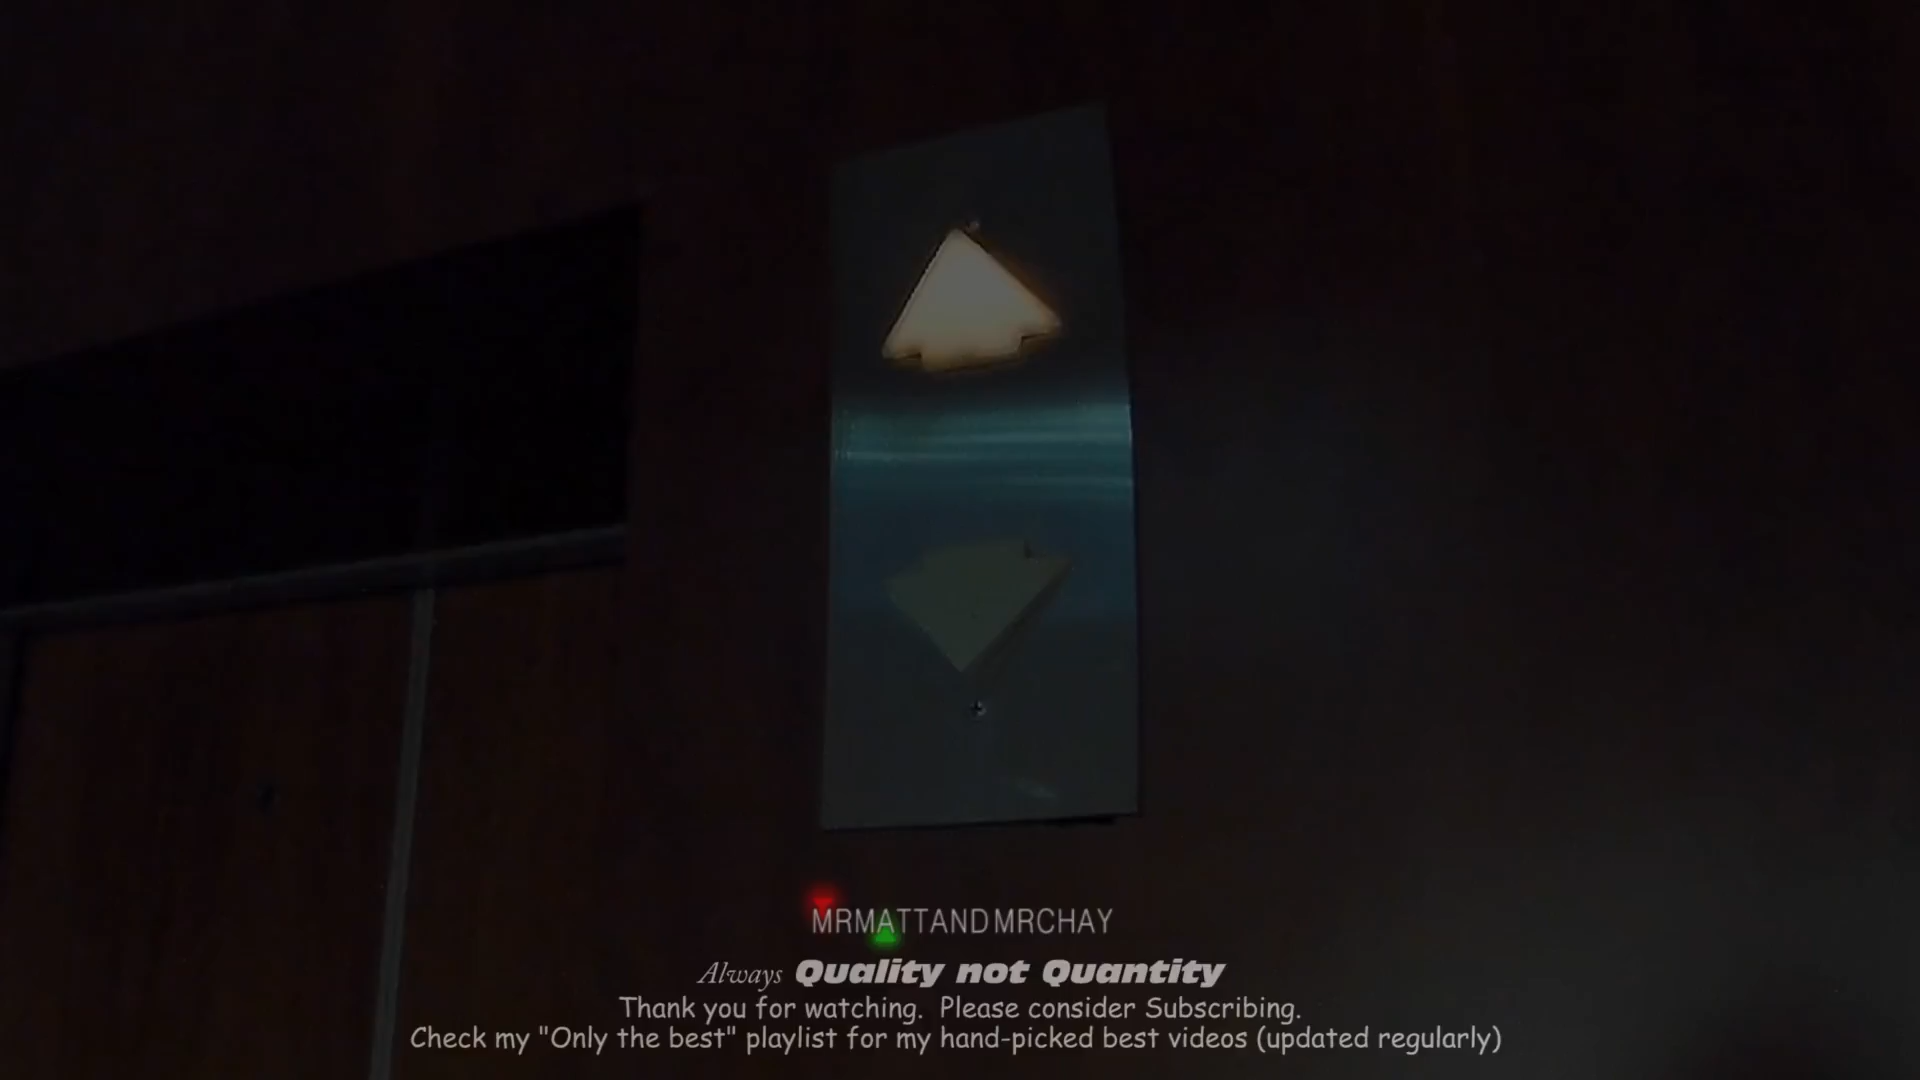 MRMATTANDMRCHAY
Always Quality not Quantity
Thank you for watching. Please consider Subscribing.
Check my "Only the best" playlist for my hand-picked best videos (updated regularly)